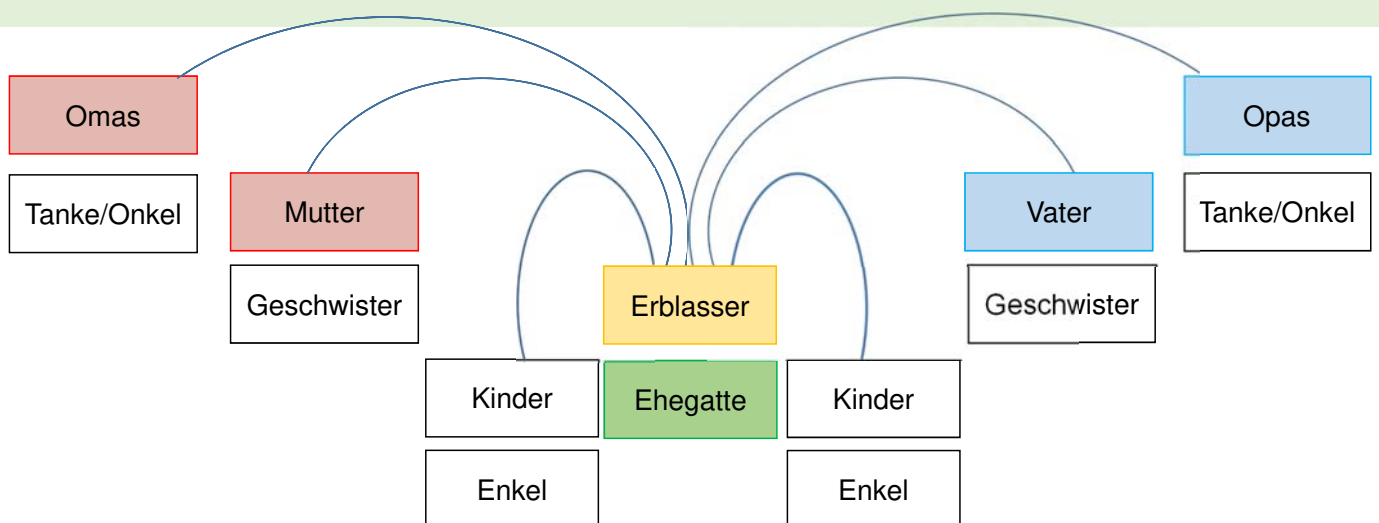 Omas
Opas
Tanke/Onkel
Mutter
Vater
Tanke/Onkel
Geschwister
Erblasser
Geschwister
Kinder
Ehegatte
Kinder
Enkel
Enkel